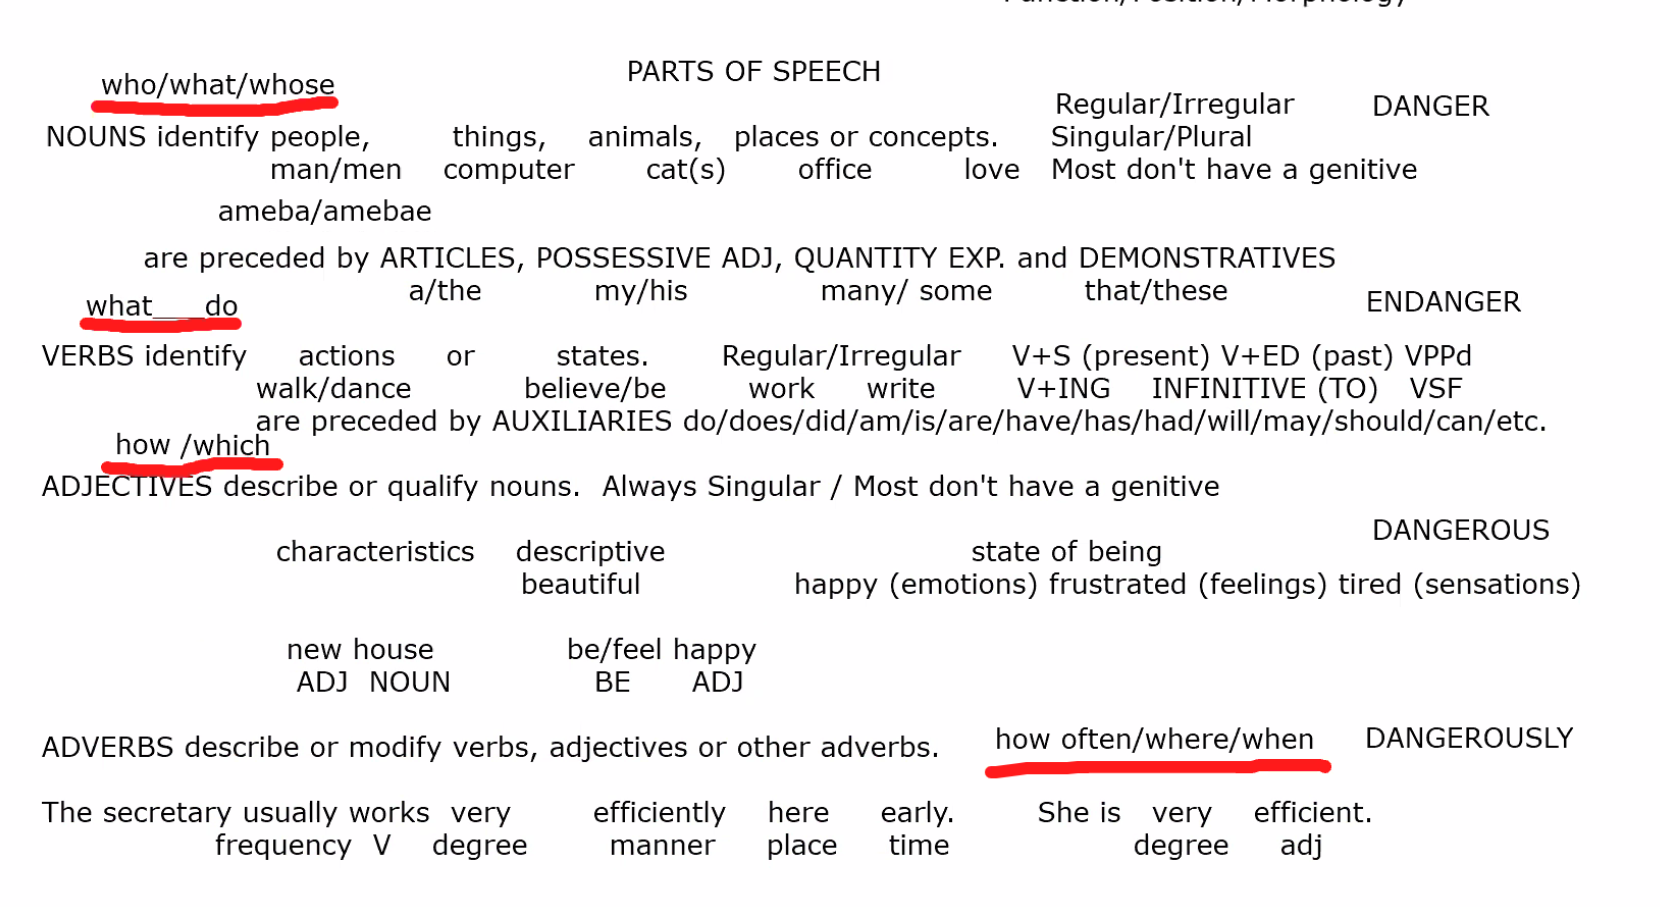 Function/Position/Morphology
PARTS OF SPEECH
who/what/whose
Regular/Irregular DANGER
NOUNS identify people, things, animals, places or concepts. Singular/Plural
man/men computer cat(s) office love Most don't have a genitive
ameba/amebae
are preceded by ARTICLES, POSSESSIVE ADJ, QUANTITY EXP. and DEMONSTRATIVES
a/the my/his many/ some that/these
what___do ENDANGER
VERBS identify actions or states. Regular/Irregular V+S (present) V+ED (past) VPPd
walk/dance believe/be work write V+ING INFINITIVE (TO) VSF
are preceded by AUXILIARIES do/does/did/am/is/are/have/has/had/will/may/should/can/etc.
how /which
ADJECTIVES describe or qualify nouns. Always Singular / Most don't have a genitive
DANGEROUS
characteristics descriptive state of being
beautiful happy (emotions) frustrated (feelings) tired (sensations)
new house be/feel happy
ADJ NOUN BE ADJ
ADVERBS describe or modify verbs, adjectives or other adverbs. how often/where/when DANGEROUSLY
The secretary usually works very efficiently here early. She is very efficient.
frequency V degree manner place time degree adj